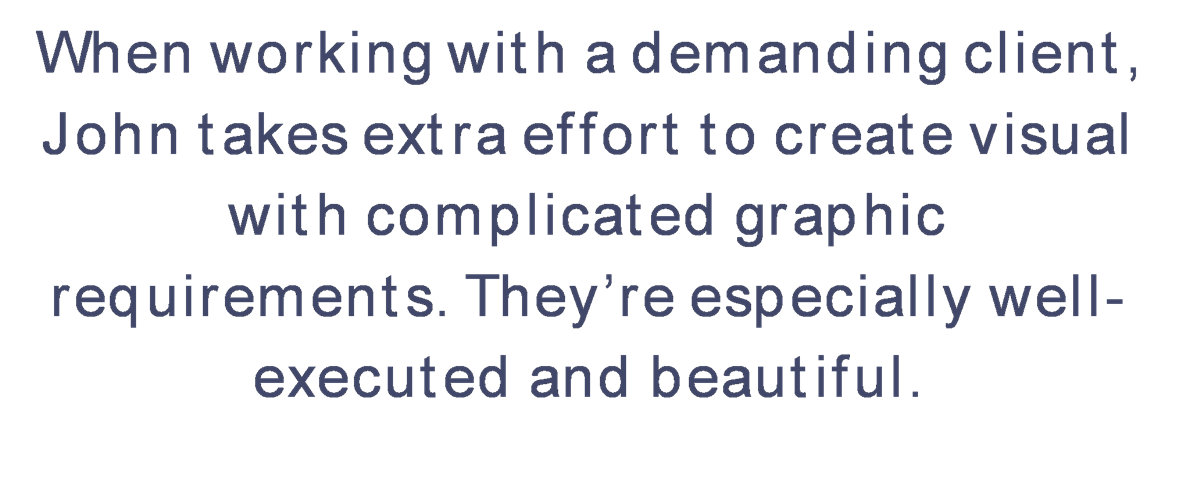 When working with a demanding client,
John takes extra effort to create visual
with complicated graphic
requirements. They’re especially well-
executed and beautiful.